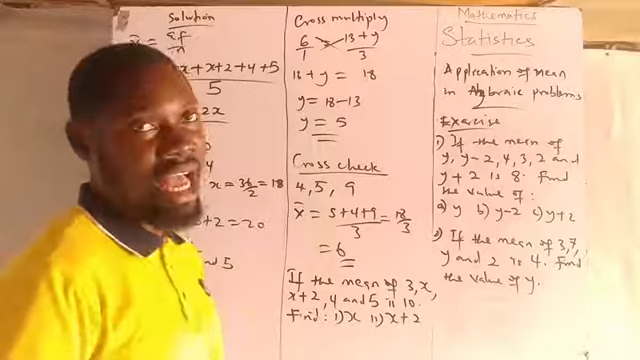 Solution
x̄ =
x + x + 2 + 4 + 5
5
2x
x = 36/2 = 18
+ 2 = 20
and 5
Cross multiply
6/1 13 + y/3
13 + y = 18
y = 18 - 13
y = 5
Cross check
4, 5, 9
x̄ = 5+4+9/3 = 18/3
= 6
If the mean of 3, x,
x+2, 4 and 5 is 10.
Find: i) x ii) x+2
Mathematics
Statistics
Application of mean
in Algebraic problems
Exercise
1) If the mean of
y, y-2, 4, 3, 2 and
y+2 is 8. Find
the value of:
a) y b) y-2 c) y+2
2) If the mean of 3, 7,
y and 2 is 4. Find
the value of y.